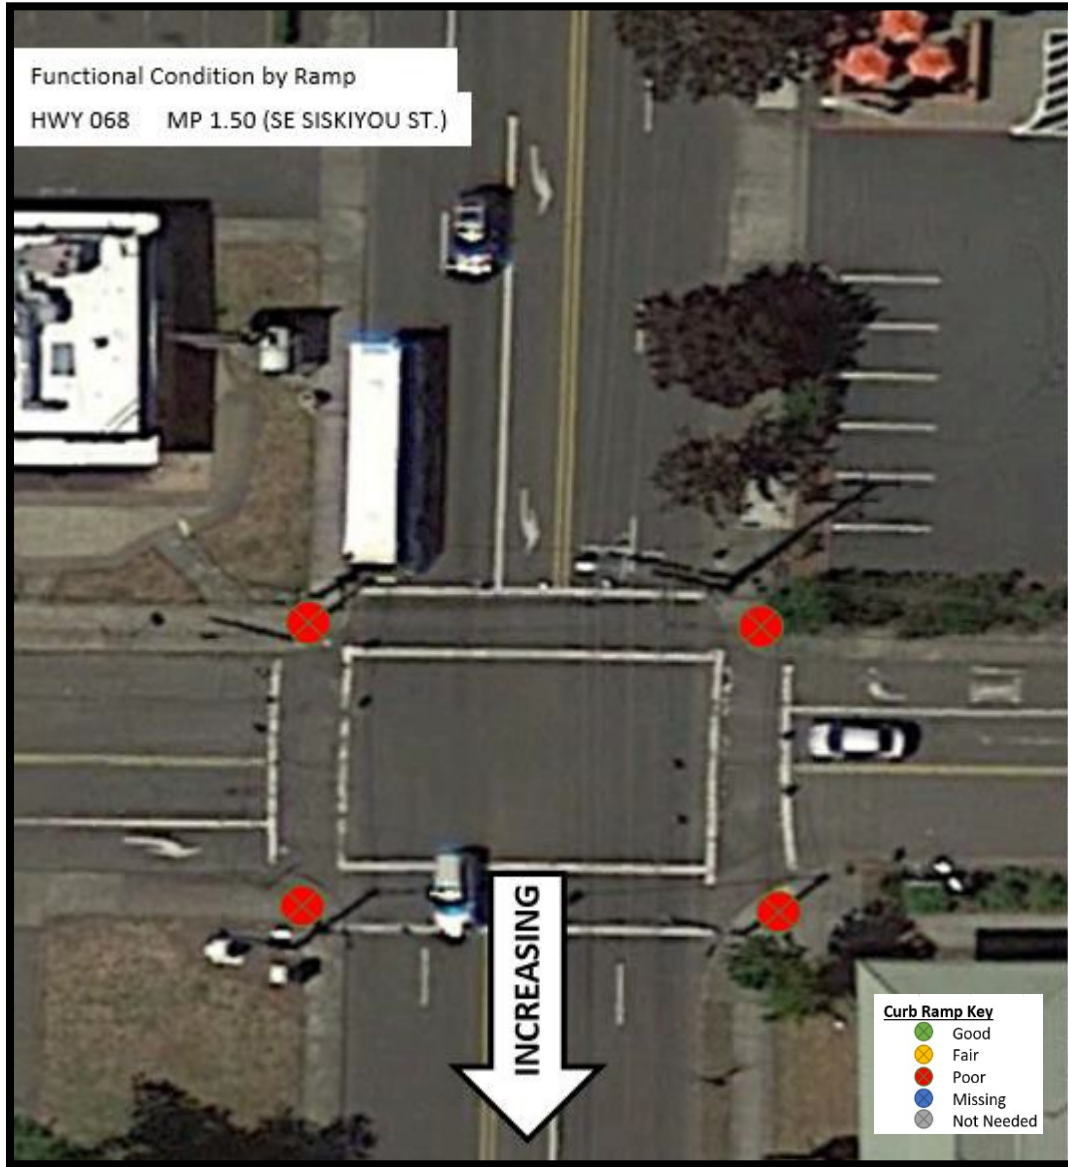 Functional Condition by Ramp
HWY 068 MP 1.50 (SE SISKIYOU ST.)
INCREASING
Curb Ramp Key
Good
Fair
Poor
Missing
Not Needed